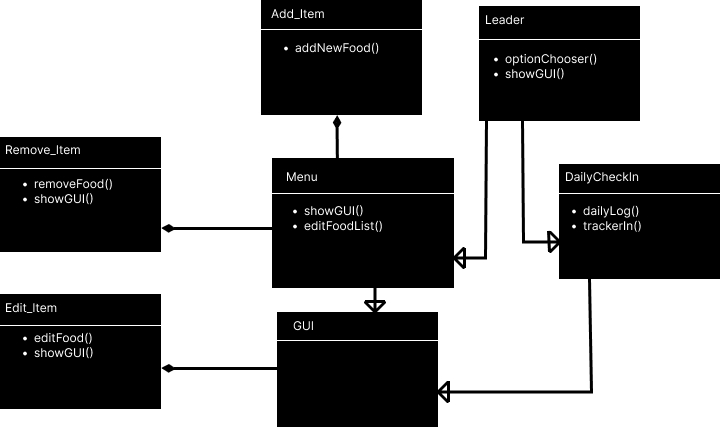 Add_Item
• addNewFood()
Leader
• optionChooser()
• showGUI()
Remove_Item
• removeFood()
• showGUI()
Menu
• showGUI()
• editFoodList()
DailyCheckIn
• dailyLog()
• trackerIn()
Edit_Item
• editFood()
• showGUI()
GUI